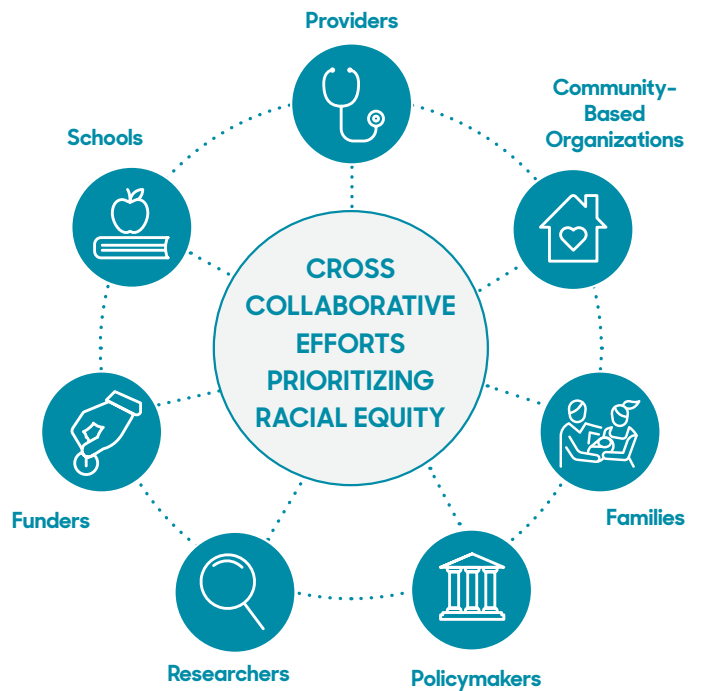 Providers
Community-
Based
Organizations
Schools
CROSS
COLLABORATIVE
EFFORTS
PRIORITIZING
RACIAL EQUITY
Funders
Families
Researchers
Policymakers